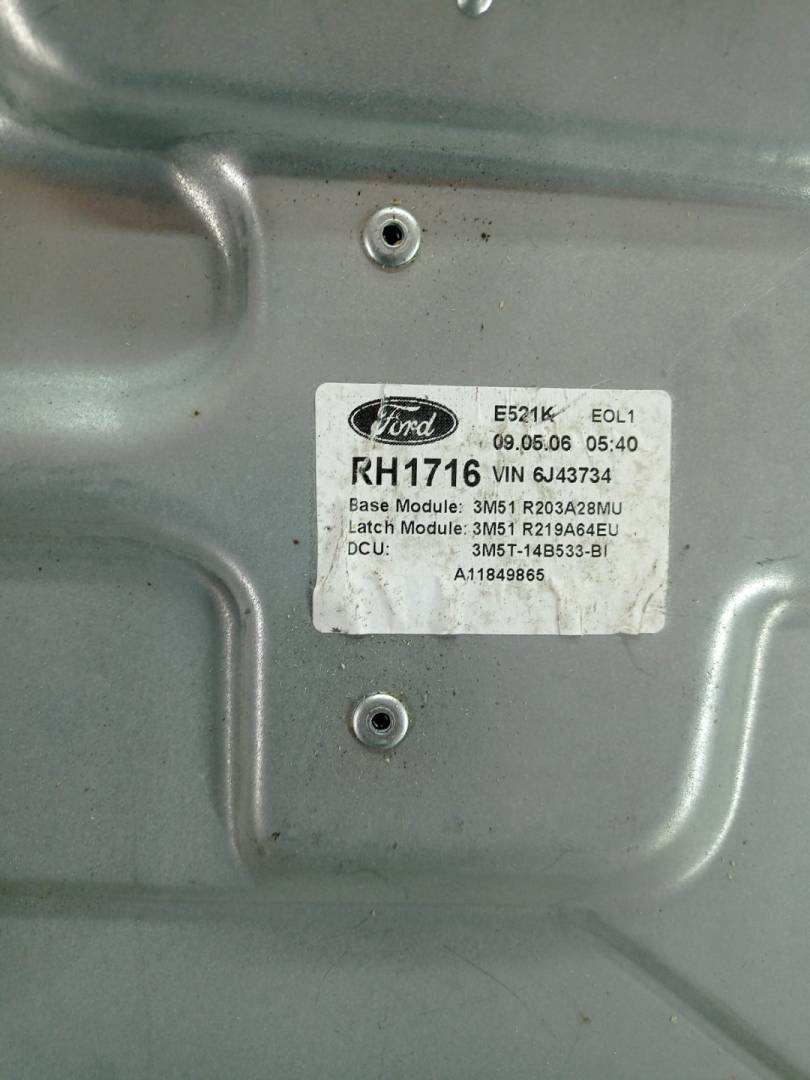 Ford E521K EOL1
09.05.06 05:40
RH1716 VIN 6J43734
Base Module: 3M51 R203A28MU
Latch Module: 3M51 R219A64EU
DCU: 3M5T-14B533-BI
A11849865